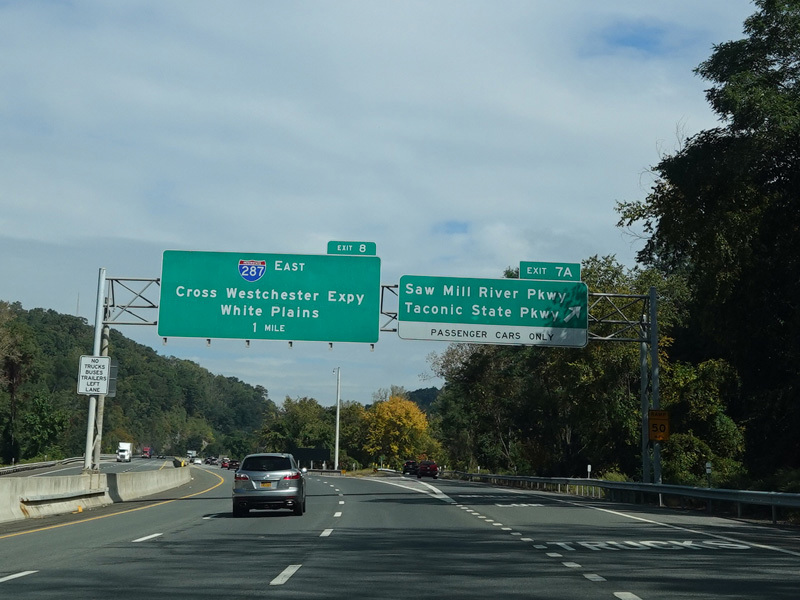 EXIT 8
INTERSTATE
287
EAST
Cross Westchester Expy
White Plains
1 MILE
EXIT 7A
Saw Mill River Pkwy
Taconic State Pkwy
PASSENGER CARS ONLY
NO
TRUCKS
BUSES
TRAILERS
LEFT
LANE
50
TRUCKS